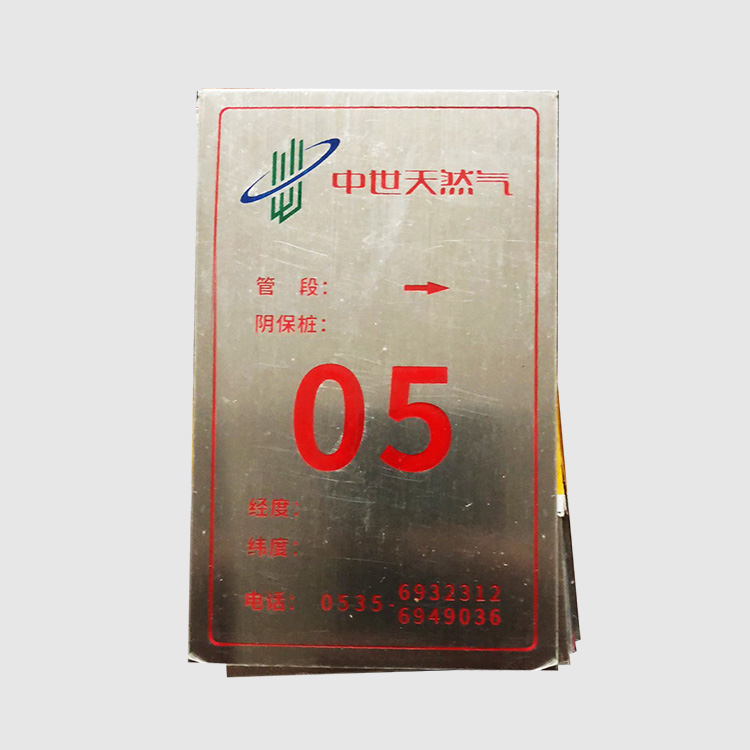 中世天然气
管 段： →
阴保桩：
05
经度：
纬度：
电话： 0535-6932312
6949036